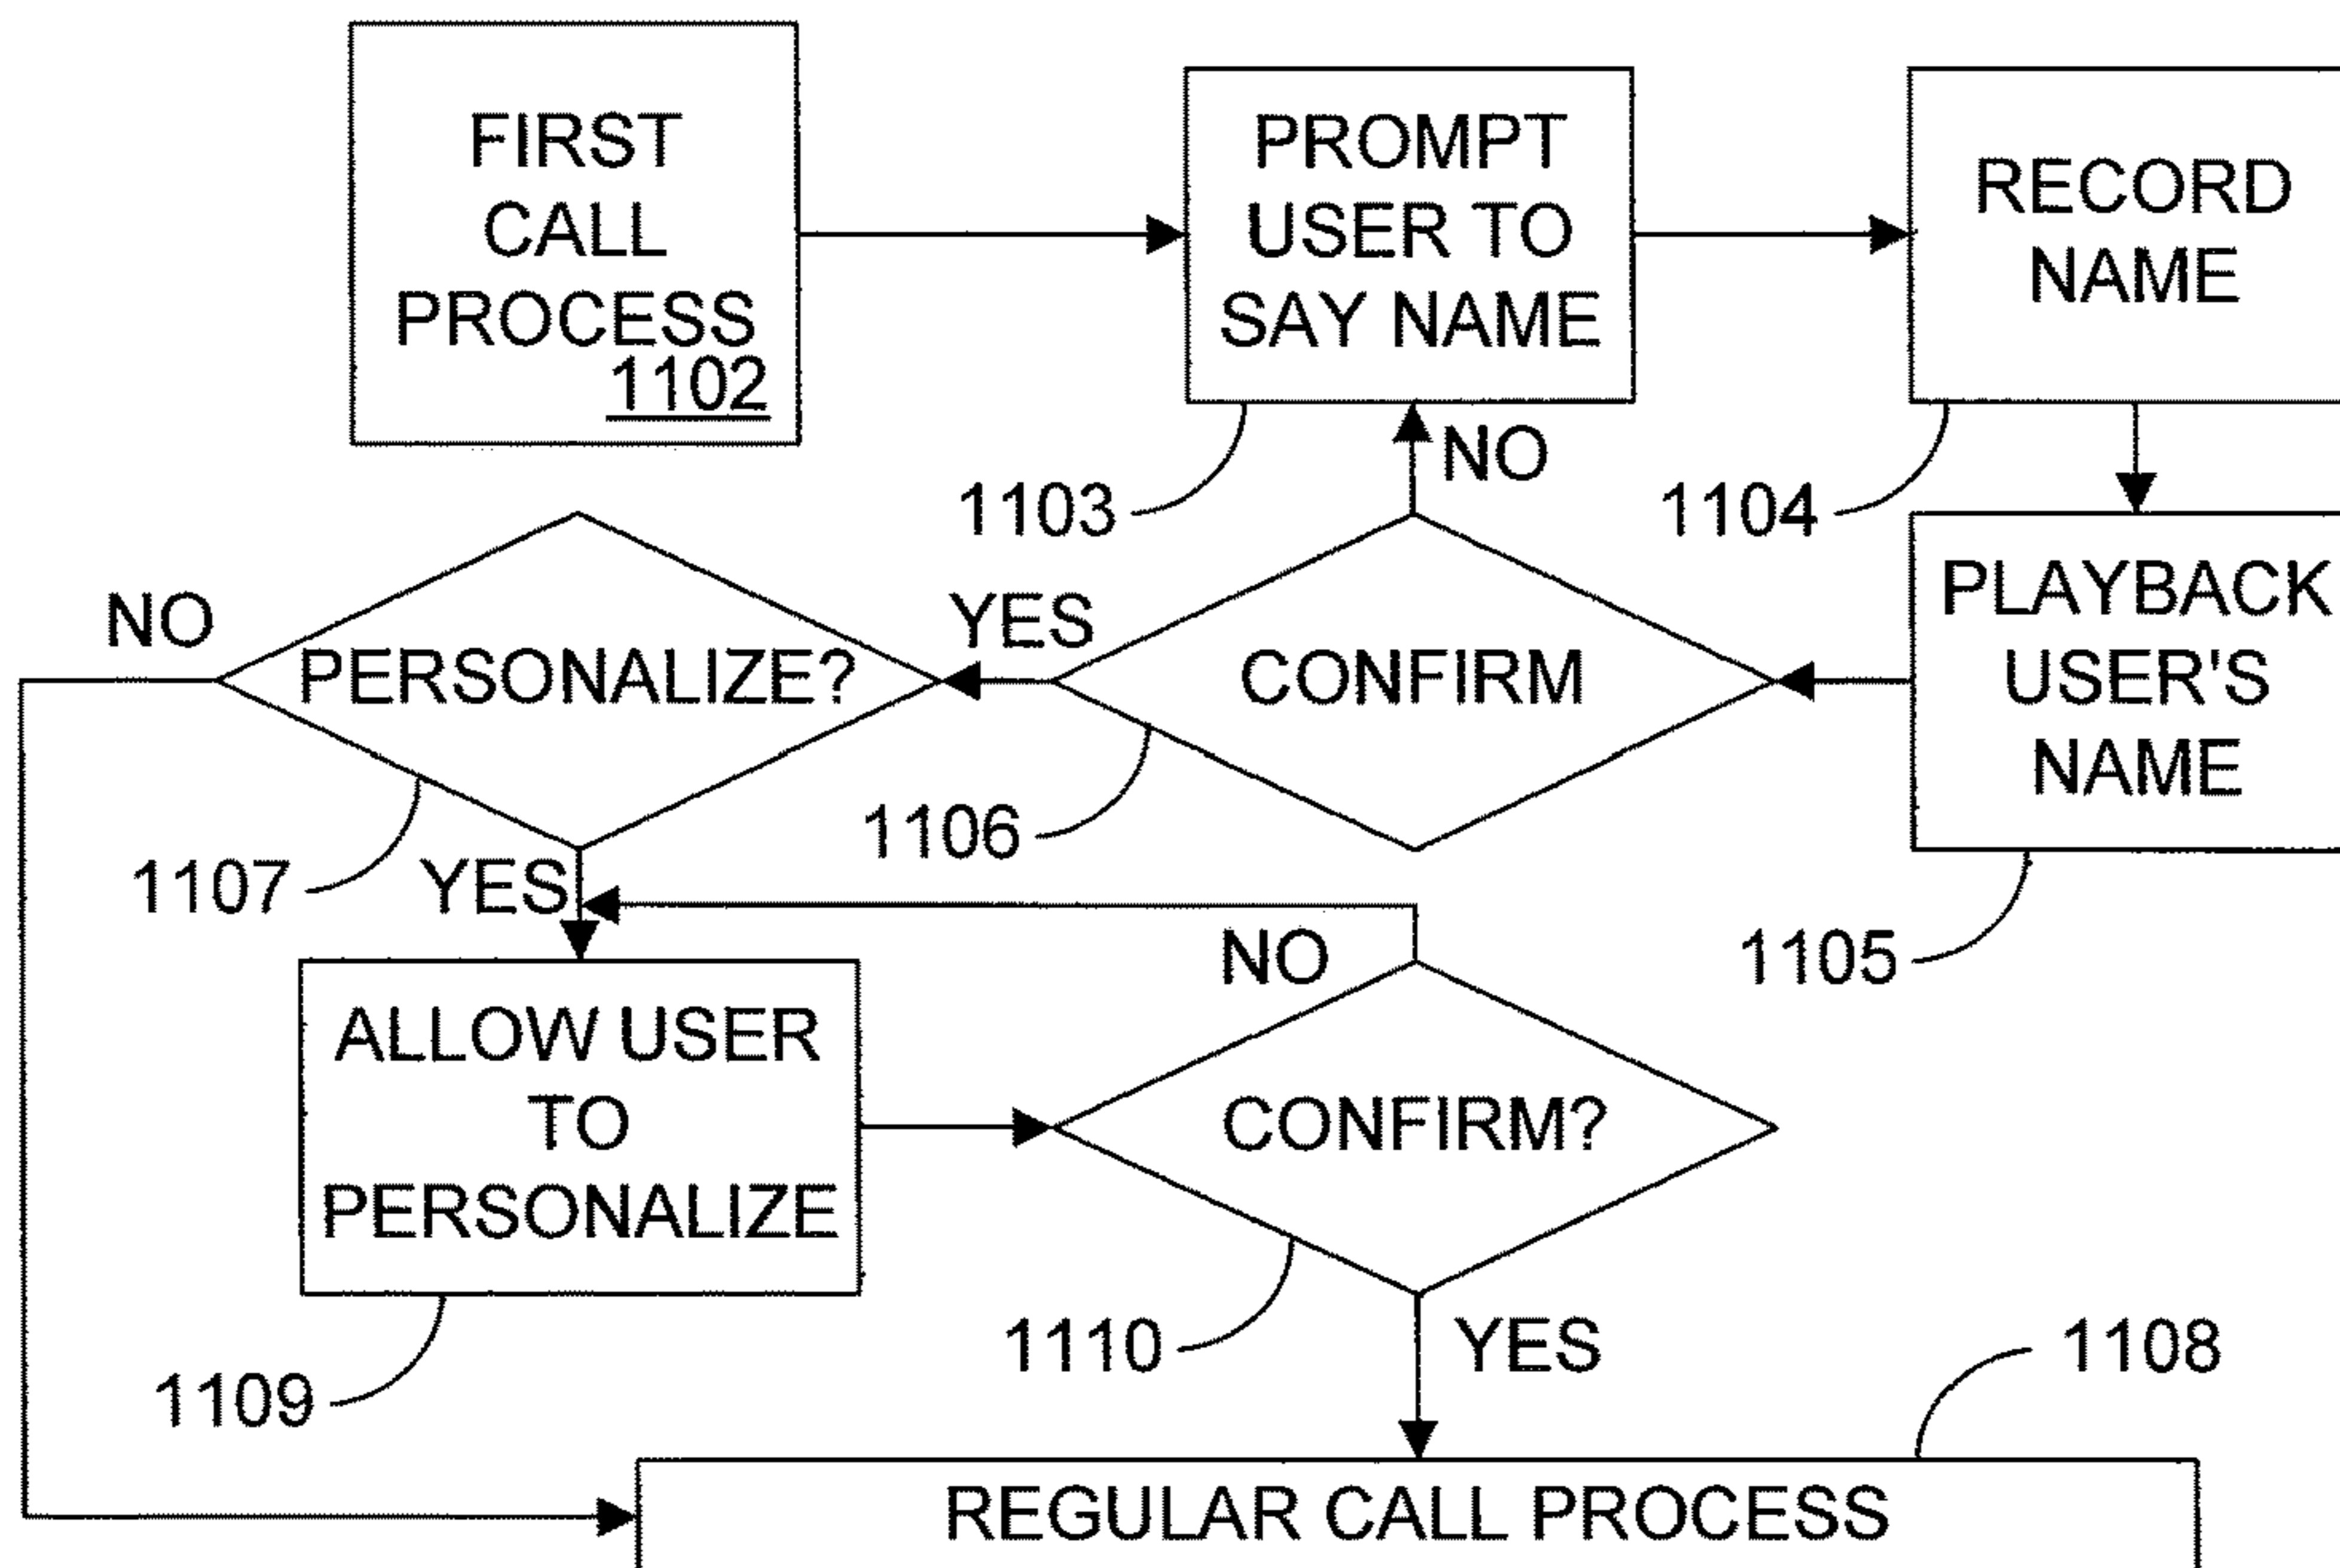 FIRST
CALL
PROCESS
1102
PROMPT
USER TO
SAY NAME
RECORD
NAME
1103
NO
1104
NO
PERSONALIZE?
YES
CONFIRM
PLAYBACK
USER'S
NAME
1107
YES
1106
1105
ALLOW USER
TO
PERSONALIZE
NO
CONFIRM?
1109
1110
YES
1108
REGULAR CALL PROCESS